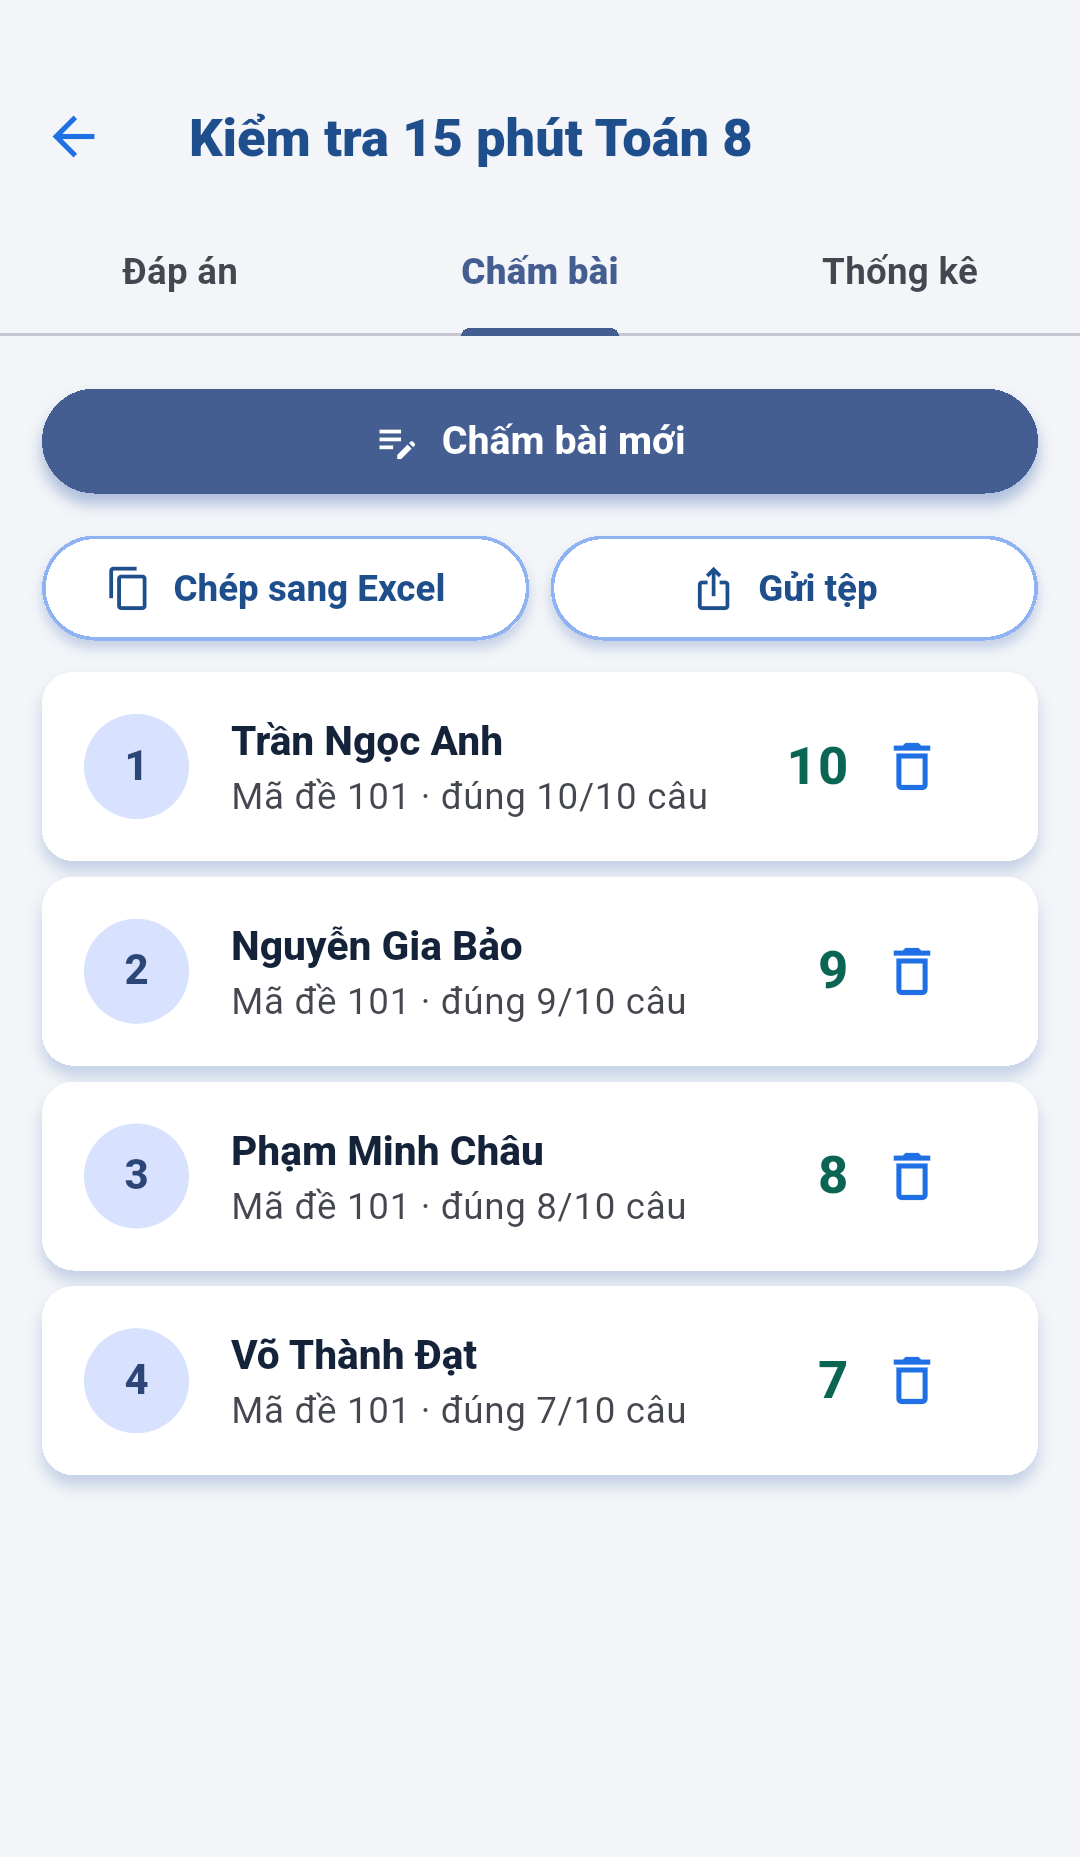 Kiểm tra 15 phút Toán 8
Đáp án
Chấm bài
Thống kê
Chấm bài mới
Chép sang Excel
Gửi tệp
1
Trần Ngọc Anh
Mã đề 101 · đúng 10/10 câu
10
2
Nguyễn Gia Bảo
Mã đề 101 · đúng 9/10 câu
9
3
Phạm Minh Châu
Mã đề 101 · đúng 8/10 câu
8
4
Võ Thành Đạt
Mã đề 101 · đúng 7/10 câu
7